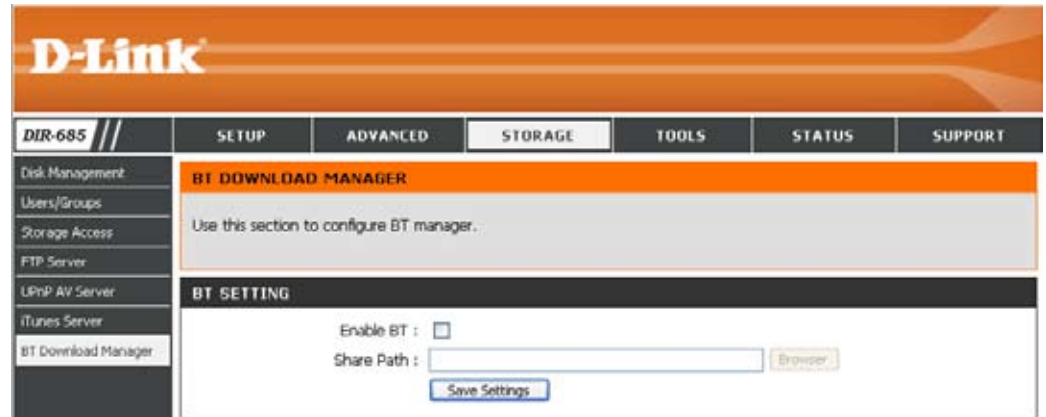 D-Link
DIR-685
SETUP
ADVANCED
STORAGE
TOOLS
STATUS
SUPPORT
Disk Management
Users/Groups
Storage Access
FTP Server
UPnP AV Server
iTunes Server
BT Download Manager
BT DOWNLOAD MANAGER
Use this section to configure BT manager.
BT SETTING
Enable BT :
Share Path :
Browser
Save Settings